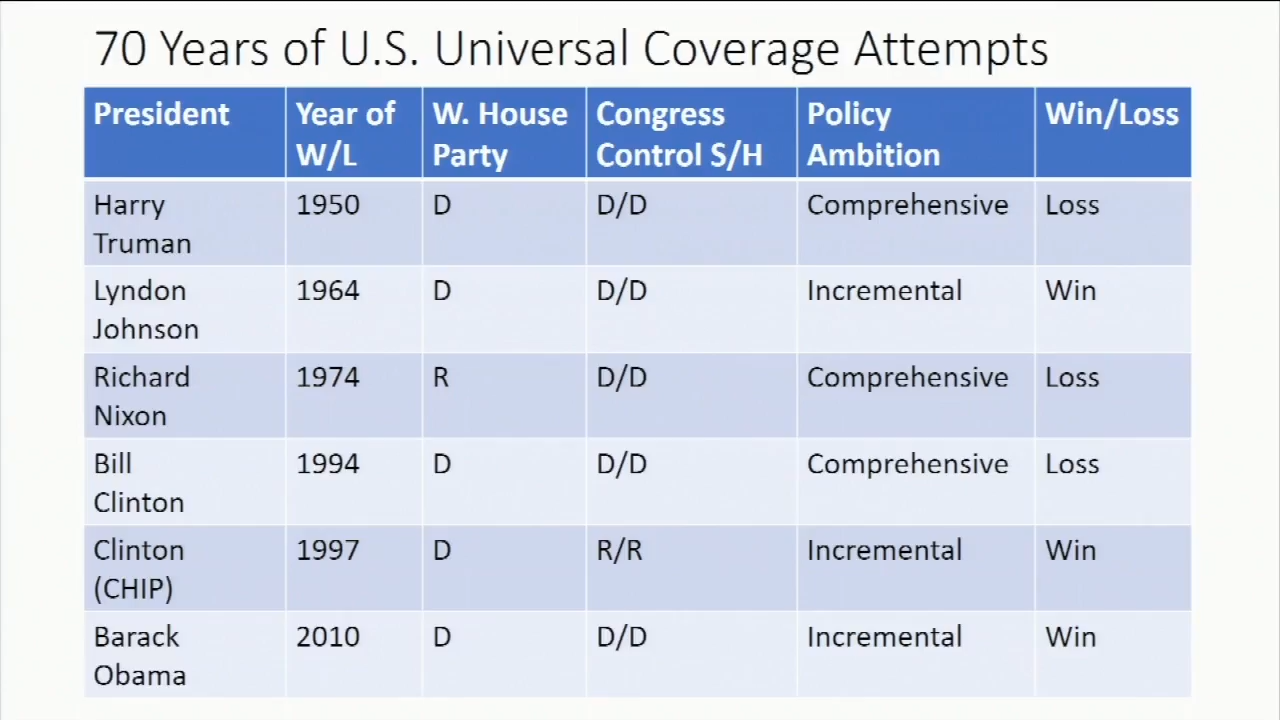 70 Years of U.S. Universal Coverage Attempts
President Year of W/L W. House Party Congress Control S/H Policy Ambition Win/Loss
Harry Truman 1950 D D/D Comprehensive Loss
Lyndon Johnson 1964 D D/D Incremental Win
Richard Nixon 1974 R D/D Comprehensive Loss
Bill Clinton 1994 D D/D Comprehensive Loss
Clinton (CHIP) 1997 D R/R Incremental Win
Barack Obama 2010 D D/D Incremental Win